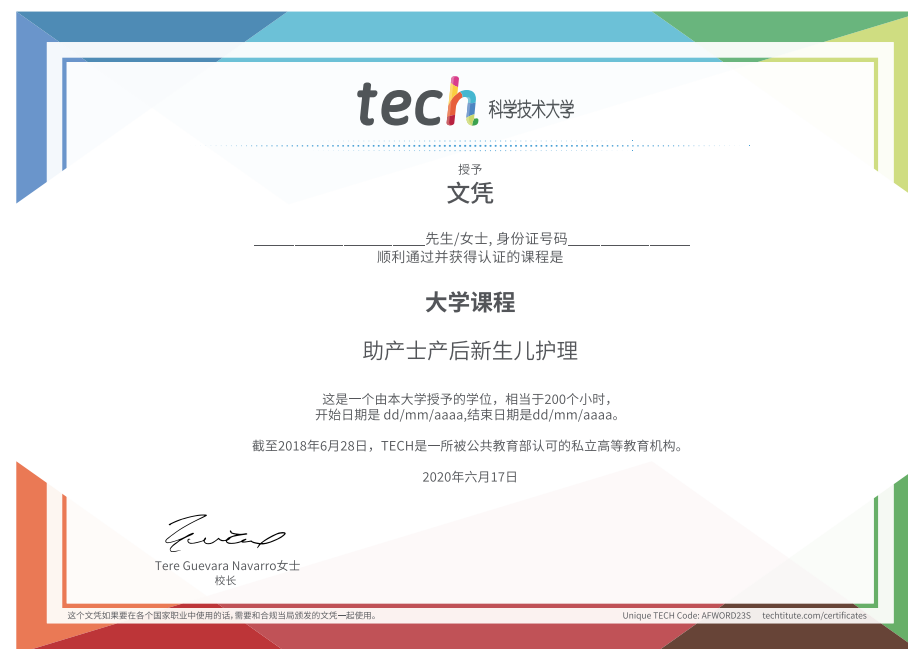 tech 科学技术大学
授予
文凭
先生/女士, 身份证号码
顺利通过并获得认证的课程是
大学课程
助产士产后新生儿护理
这是一个由本大学授予的学位，相当于200个小时，
开始日期是 dd/mm/aaaa,结束日期是dd/mm/aaaa。
截至2018年6月28日，TECH是一所被公共教育部认可的私立高等教育机构。
2020年六月17日
Tere Guevara Navarro女士
校长
这个文凭如果要在各个国家职业中使用的话,需要和合规当局颁发的文凭一起使用。
Unique TECH Code: AFWORD23S techtitute.com/certificates